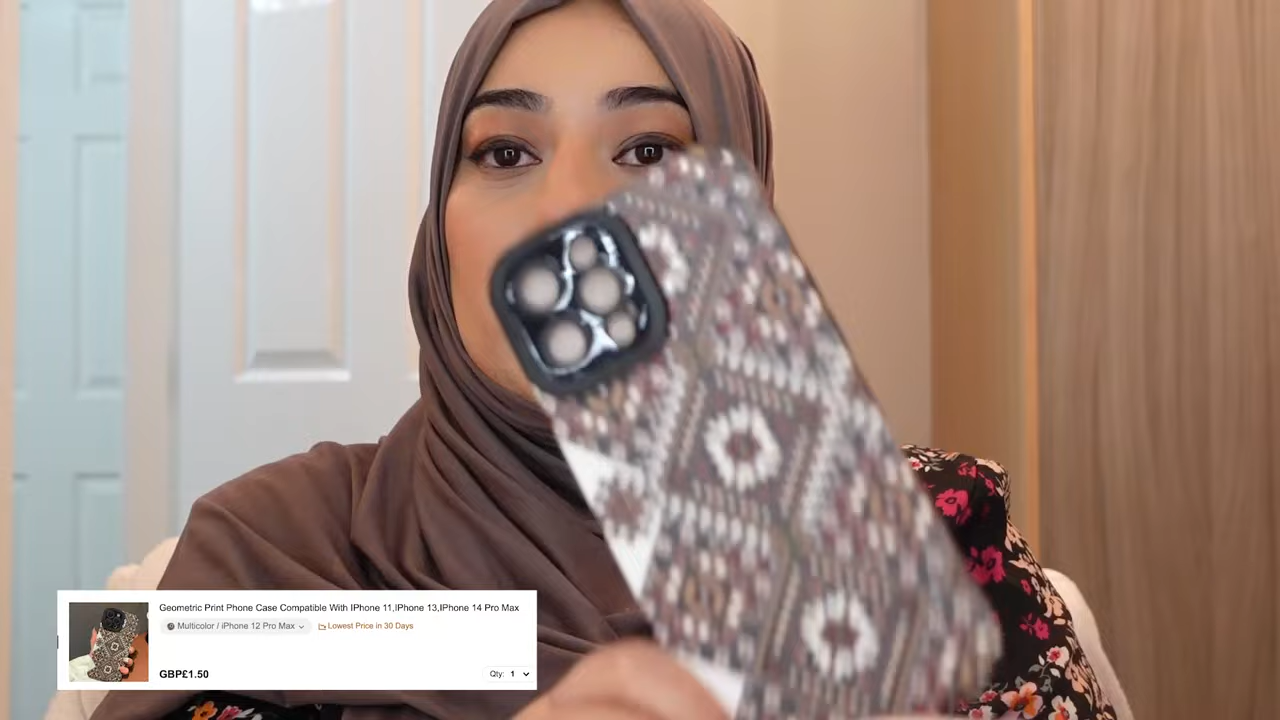 Geometric Print Phone Case Compatible With IPhone 11,IPhone 13,IPhone 14 Pro Max
Multicolor / iPhone 12 Pro Max
Lowest Price in 30 Days
GBP£1.50
Qty: 1